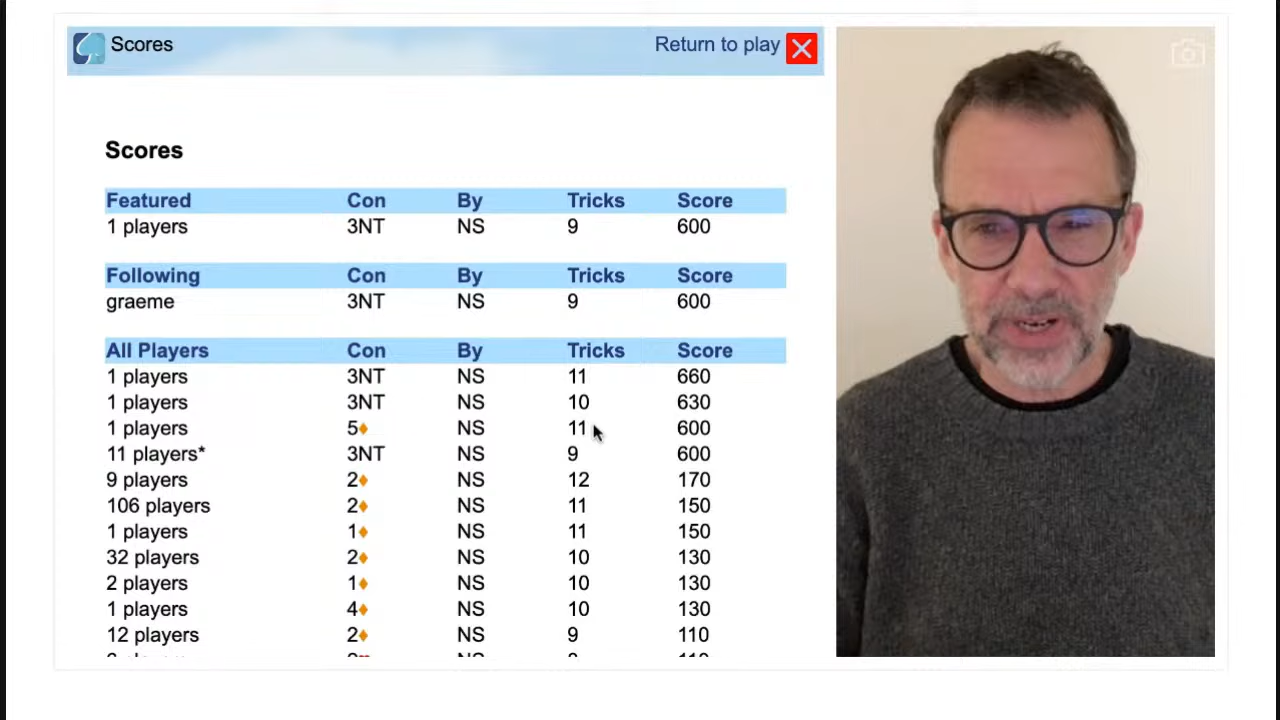 Scores
Return to play
Scores
Featured Con By Tricks Score
1 players 3NT NS 9 600
Following Con By Tricks Score
graeme 3NT NS 9 600
All Players Con By Tricks Score
1 players 3NT NS 11 660
1 players 3NT NS 10 630
1 players 5♦ NS 11 600
11 players* 3NT NS 9 600
9 players 2♦ NS 12 170
106 players 2♦ NS 11 150
1 players 1♦ NS 11 150
32 players 2♦ NS 10 130
2 players 1♦ NS 10 130
1 players 4♦ NS 10 130
12 players 2♦ NS 9 110